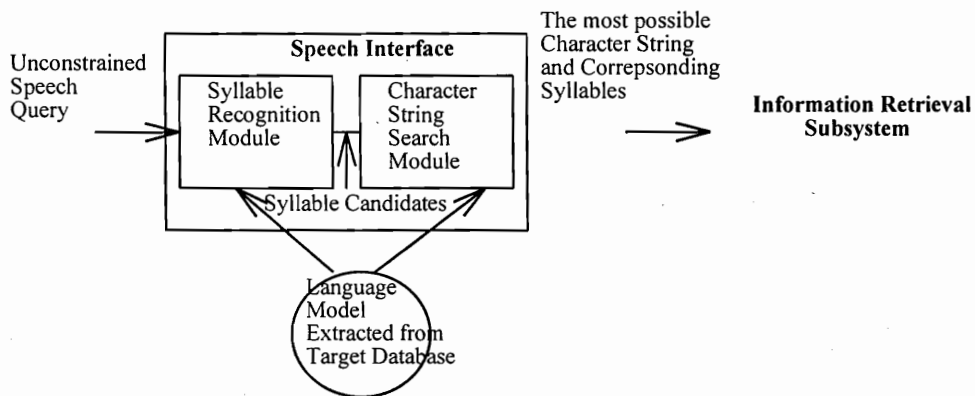 Unconstrained
Speech
Query
Speech Interface
Syllable
Recognition
Module
Character
String
Search
Module
Syllable Candidates
The most possible
Character String
and Correpsonding
Syllables
Information Retrieval
Subsystem
Language
Model
Extracted from
Target Database